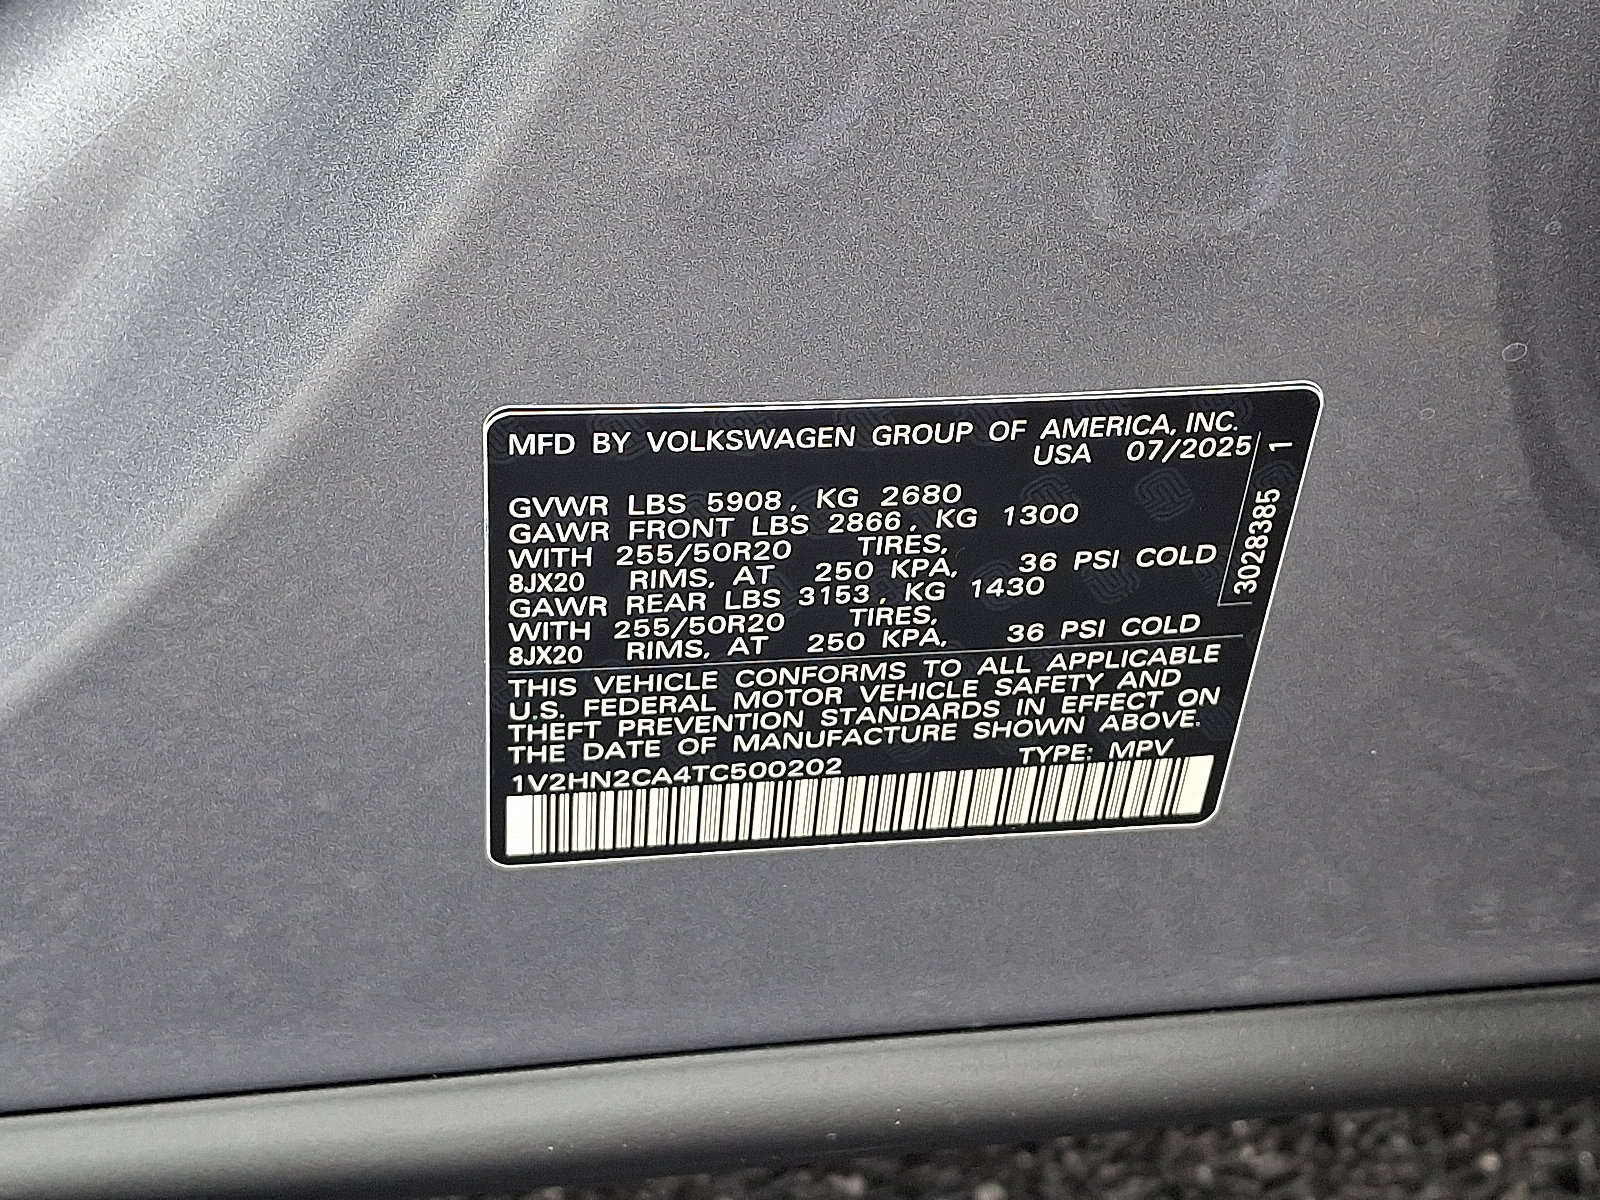 MFD BY VOLKSWAGEN GROUP OF AMERICA, INC.
USA 07/2025
GVWR LBS 5908, KG 2680
GAWR FRONT LBS 2866, KG 1300
WITH 255/50R20 TIRES,
8JX20 RIMS, AT 250 KPA, 36 PSI COLD
GAWR REAR LBS 3153, KG 1430
WITH 255/50R20 TIRES,
8JX20 RIMS, AT 250 KPA, 36 PSI COLD
3028385 1
THIS VEHICLE CONFORMS TO ALL APPLICABLE
U.S. FEDERAL MOTOR VEHICLE SAFETY AND
THEFT PREVENTION STANDARDS IN EFFECT ON
THE DATE OF MANUFACTURE SHOWN ABOVE.
1V2HN2CA4TC500202 TYPE: MPV